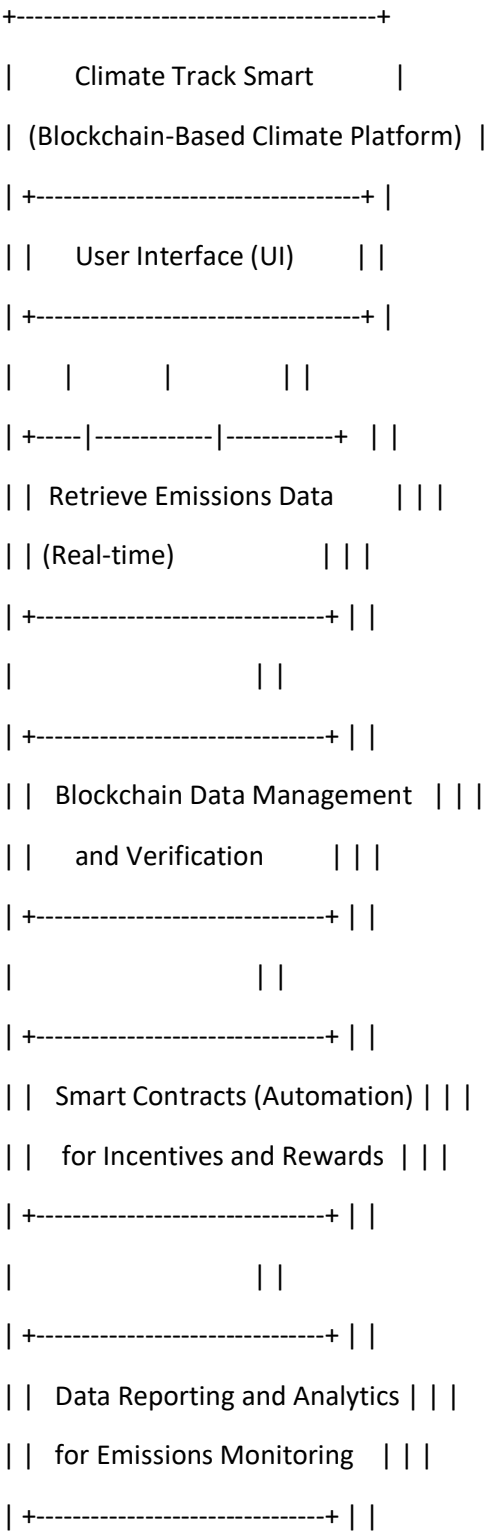 +---------------------------------------+
|       Climate Track Smart         |
|  (Blockchain-Based Climate Platform)  |
| +-----------------------------------+ |
| |      User Interface (UI)       | |
| +-----------------------------------+ |
|     |          |            | |
| +-----|-------------|------------+   | |
| |  Retrieve Emissions Data       | | |
| | (Real-time)                | | |
| +-------------------------------+ | |
|                          | |
| +-------------------------------+ | |
| |   Blockchain Data Management   | | |
| |      and Verification       | | |
| +-------------------------------+ | |
|                          | |
| +-------------------------------+ | |
| |   Smart Contracts (Automation) | | |
| |    for Incentives and Rewards  | | |
| +-------------------------------+ | |
|                          | |
| +-------------------------------+ | |
| |   Data Reporting and Analytics | | |
| |   for Emissions Monitoring   | | |
| +-------------------------------+ | |